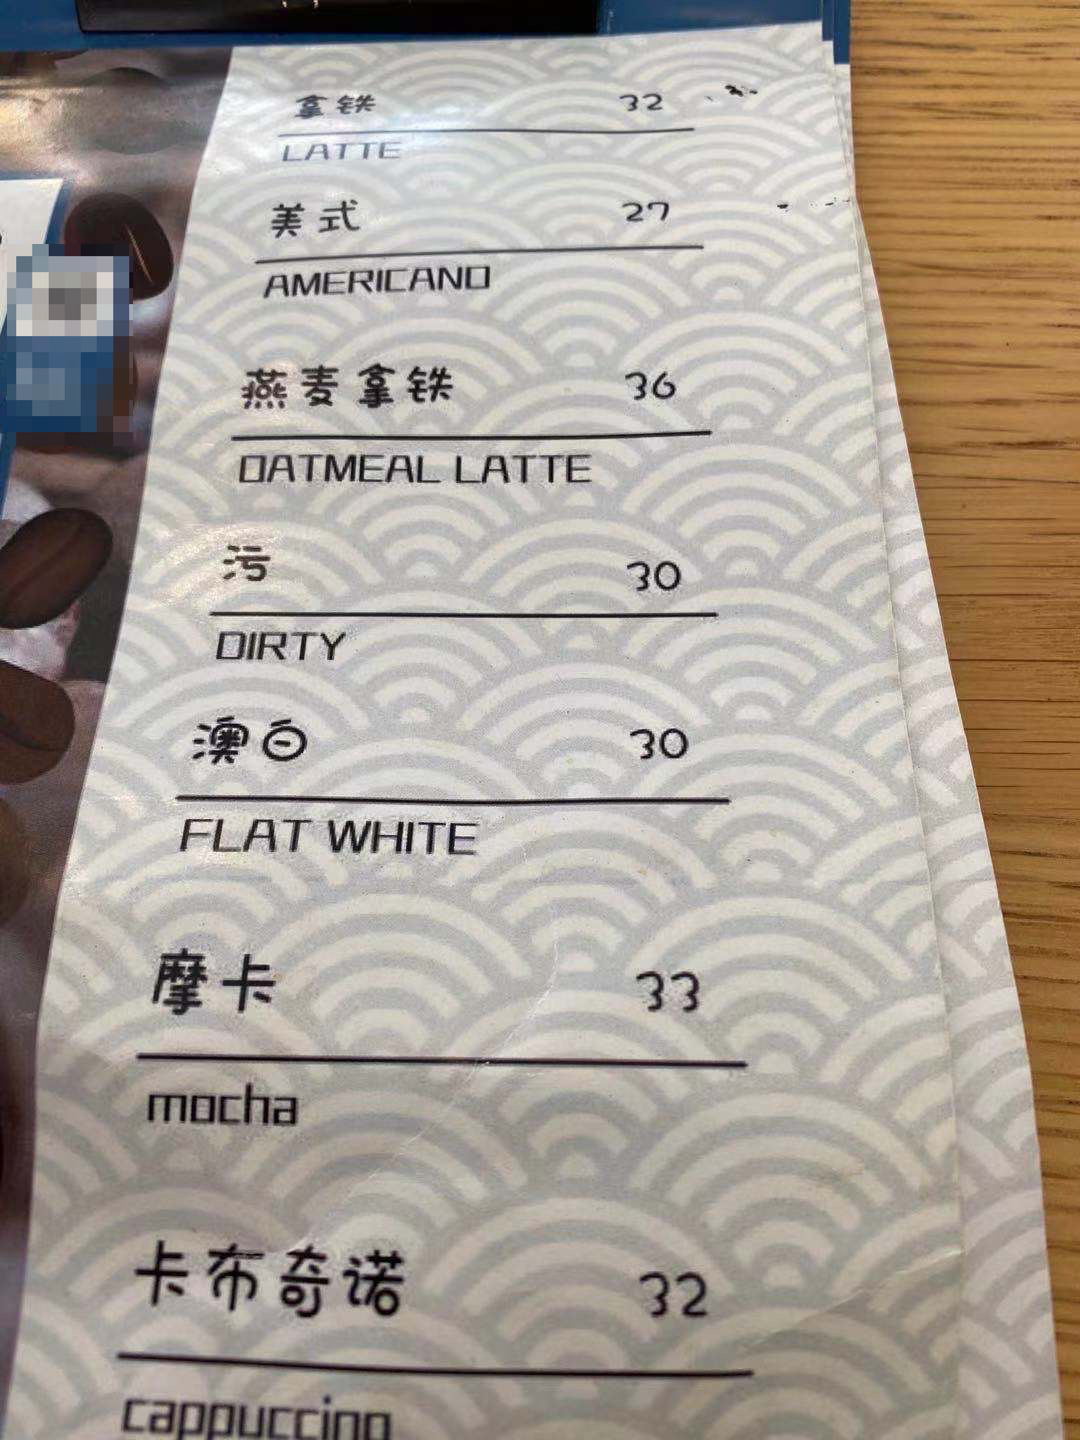 拿铁 32
LATTE
美式 27
AMERICANO
燕麦拿铁 36
OATMEAL LATTE
污 30
DIRTY
澳白 30
FLAT WHITE
摩卡 33
mocha
卡布奇诺 32
cappuccino